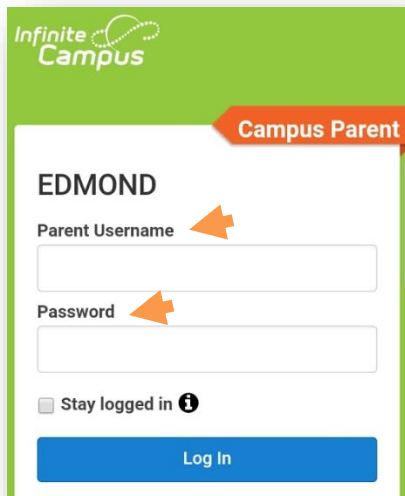 Infinite
Campus
Campus Parent
EDMOND
Parent Username
Password
Stay logged in
Log In